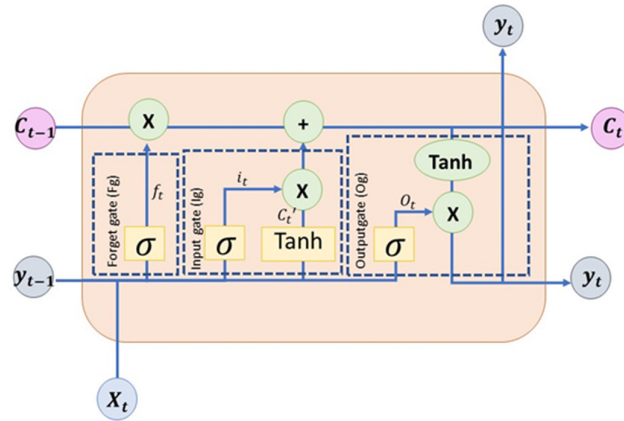 y_t
C_{t-1}
X
+
C_t
Forget gate (Fg)
f_t
Input gate (Ig)
i_t
X
C_t'
Outputgate (Og)
Tanh
O_t
X
σ
σ
Tanh
σ
y_{t-1}
y_t
X_t